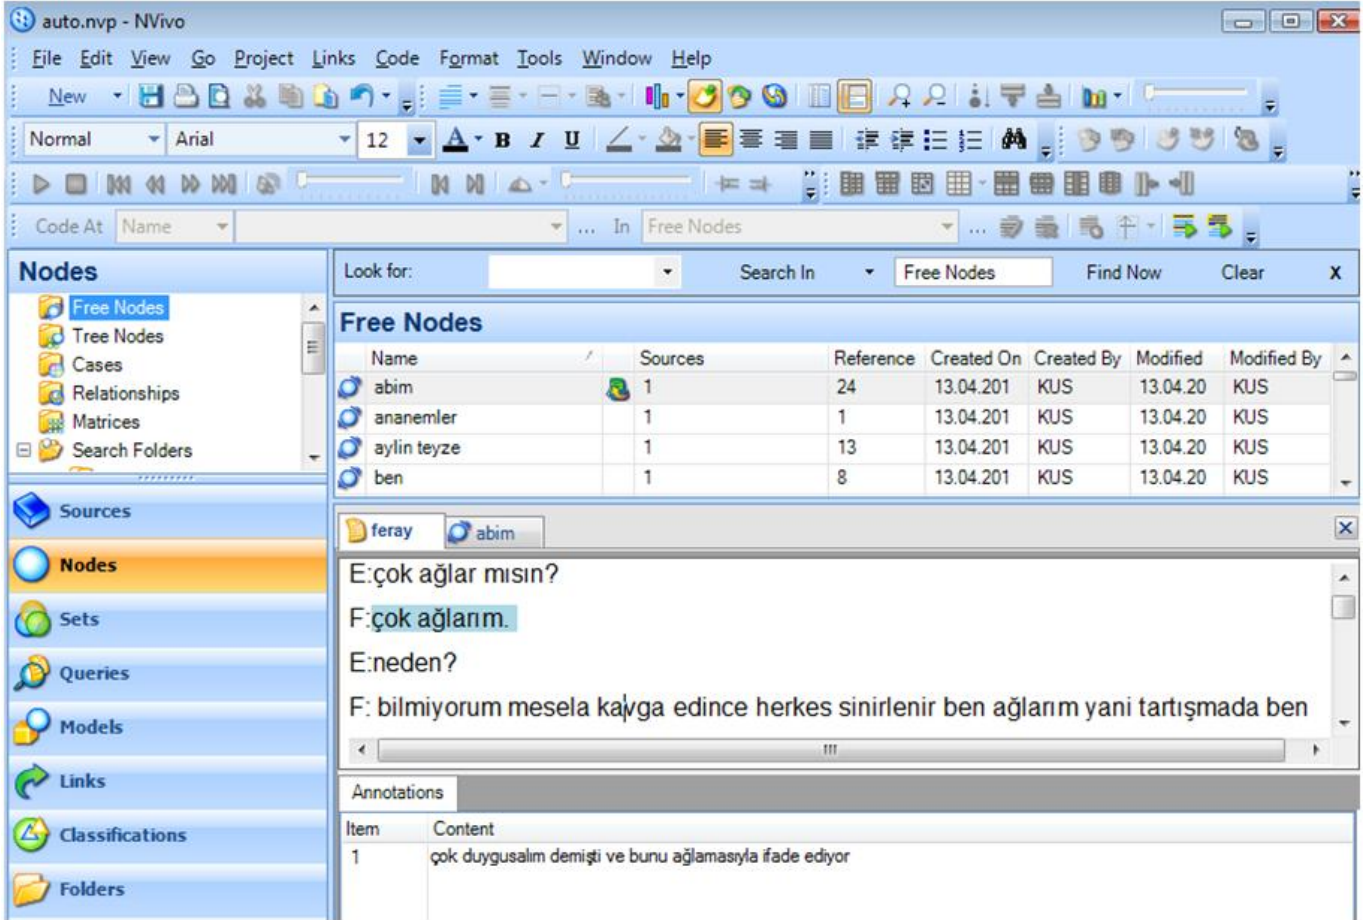 auto.nvp - NVivo
File Edit View Go Project Links Code Format Tools Window Help
New
Normal Arial 12 A B I U
Code At Name ... In Free Nodes ...
Nodes
Free Nodes
Tree Nodes
Cases
Relationships
Matrices
Search Folders
Sources
Nodes
Sets
Queries
Models
Links
Classifications
Folders
Look for: Search In Free Nodes Find Now Clear x
Free Nodes
Name Sources Reference Created On Created By Modified Modified By
abim 1 24 13.04.201 KUS 13.04.20 KUS
ananemler 1 1 13.04.201 KUS 13.04.20 KUS
aylin teyze 1 13 13.04.201 KUS 13.04.20 KUS
ben 1 8 13.04.201 KUS 13.04.20 KUS
feray abim
E:çok ağlar mısın?
F:çok ağlarım.
E:neden?
F: bilmiyorum mesela kavga edince herkes sinirlenir ben ağlarım yani tartışmada ben
Annotations
Item Content
1 çok duygusalım demişti ve bunu ağlamasıyla ifade ediyor